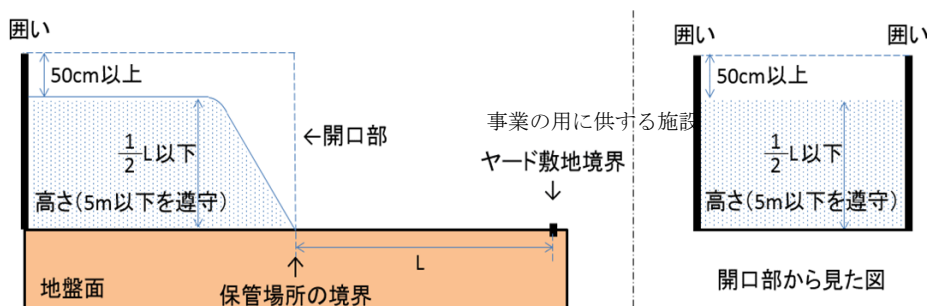 囲い
50cm以上
1/2 L以下
高さ(5m以下を遵守)
←開口部
事業の用に供する施設
ヤード敷地境界
↓
L
地盤面
↑
保管場所の境界
囲い
囲い
50cm以上
1/2 L以下
高さ(5m以下を遵守)
開口部から見た図